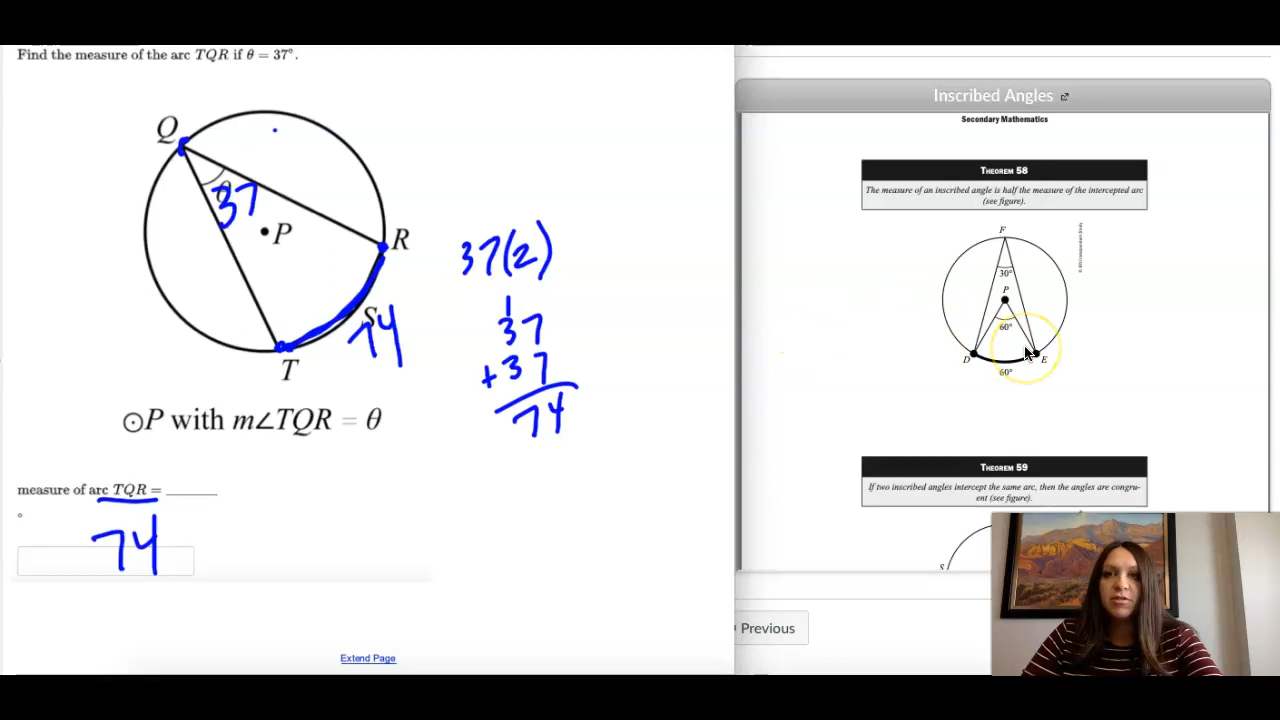 Find the measure of the arc TQR if θ = 37°.
Q
θ
37
P
R
S
74
T
37(2)
1
37
+37
74
⊙P with m∠TQR = θ
measure of arc TQR = ______
°
74
Extend Page
Inscribed Angles
Secondary Mathematics
THEOREM 58
The measure of an inscribed angle is half the measure of the intercepted arc
(see figure).
F
30°
P
60°
D
E
60°
THEOREM 59
If two inscribed angles intercept the same arc, then the angles are congru-
ent (see figure).
S
Previous